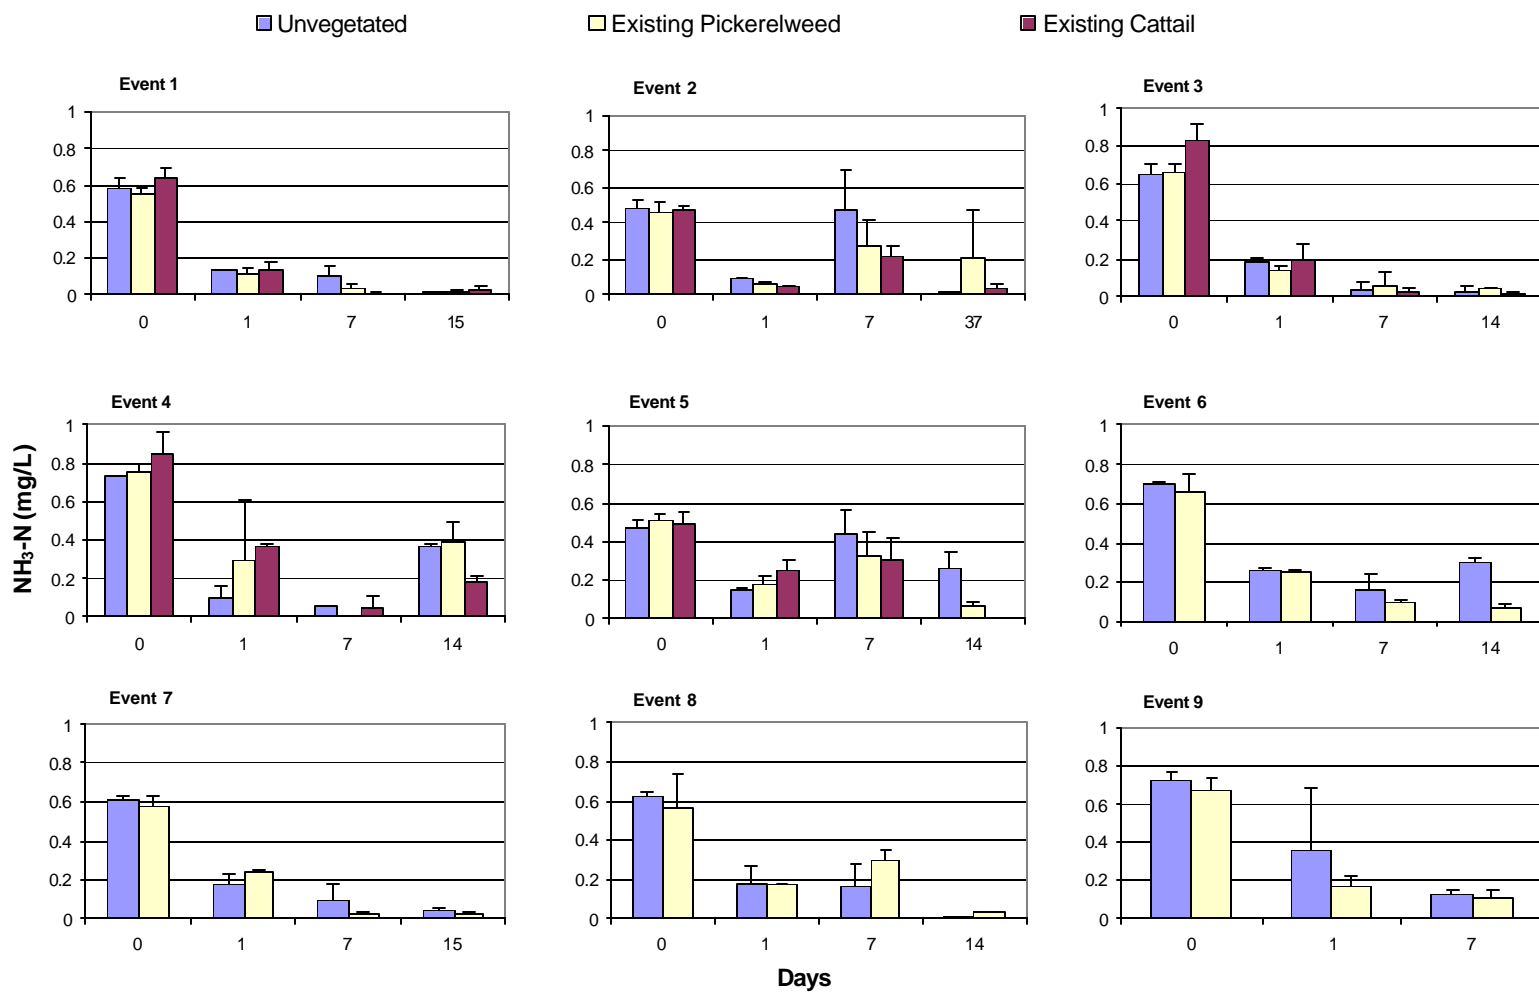 Unvegetated Existing Pickerelweed Existing Cattail
Event 1 Event 2 Event 3
1 1 1
0.8 0.8 0.8
0.6 0.6 0.6
0.4 0.4 0.4
0.2 0.2 0.2
0 0 0
0 1 7 15 0 1 7 37 0 1 7 14
Event 4 Event 5 Event 6
1 1 1
0.8 0.8 0.8
0.6 0.6 0.6
0.4 0.4 0.4
0.2 0.2 0.2
0 0 0
0 1 7 14 0 1 7 14 0 1 7 14
NH₃-N (mg/L)
Event 7 Event 8 Event 9
1 1 1
0.8 0.8 0.8
0.6 0.6 0.6
0.4 0.4 0.4
0.2 0.2 0.2
0 0 0
0 1 7 15 0 1 7 14 0 1 7
Days